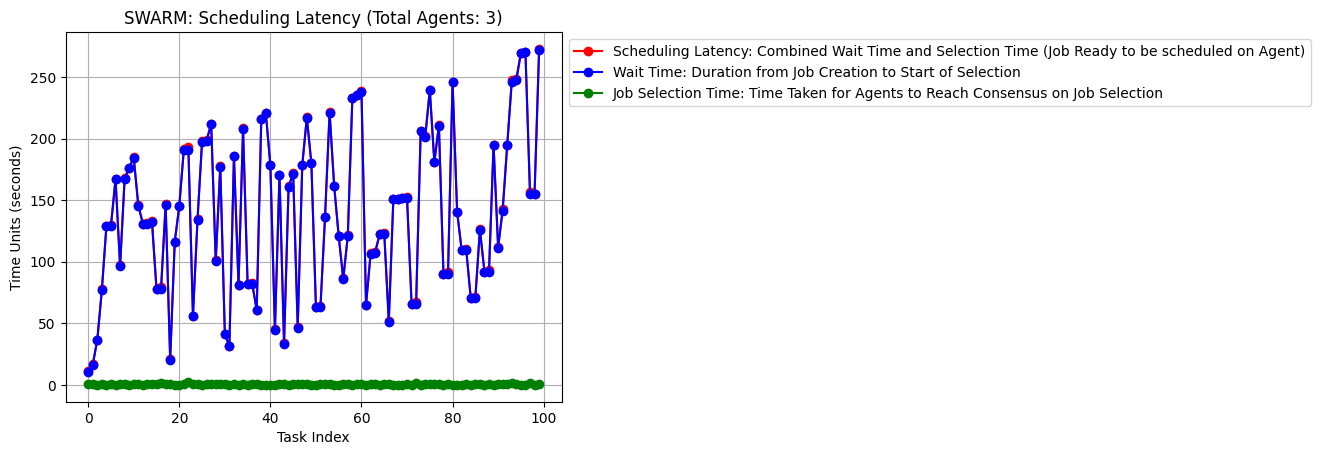 SWARM: Scheduling Latency (Total Agents: 3)
Scheduling Latency: Combined Wait Time and Selection Time (Job Ready to be scheduled on Agent)
Wait Time: Duration from Job Creation to Start of Selection
Job Selection Time: Time Taken for Agents to Reach Consensus on Job Selection
Time Units (seconds)
250
200
150
100
50
0
0 20 40 60 80 100
Task Index